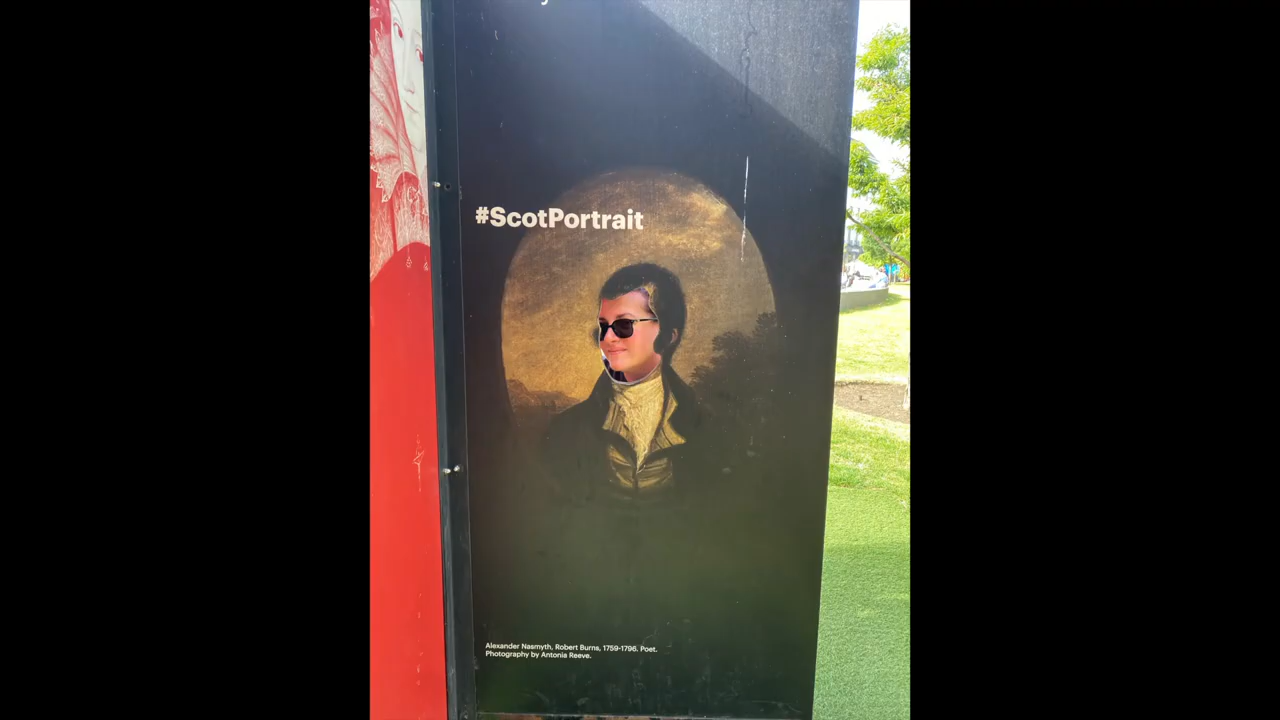 #ScotPortrait
Alexander Nasmyth, Robert Burns, 1759-1796. Poet.
Photography by Antonia Reeve.